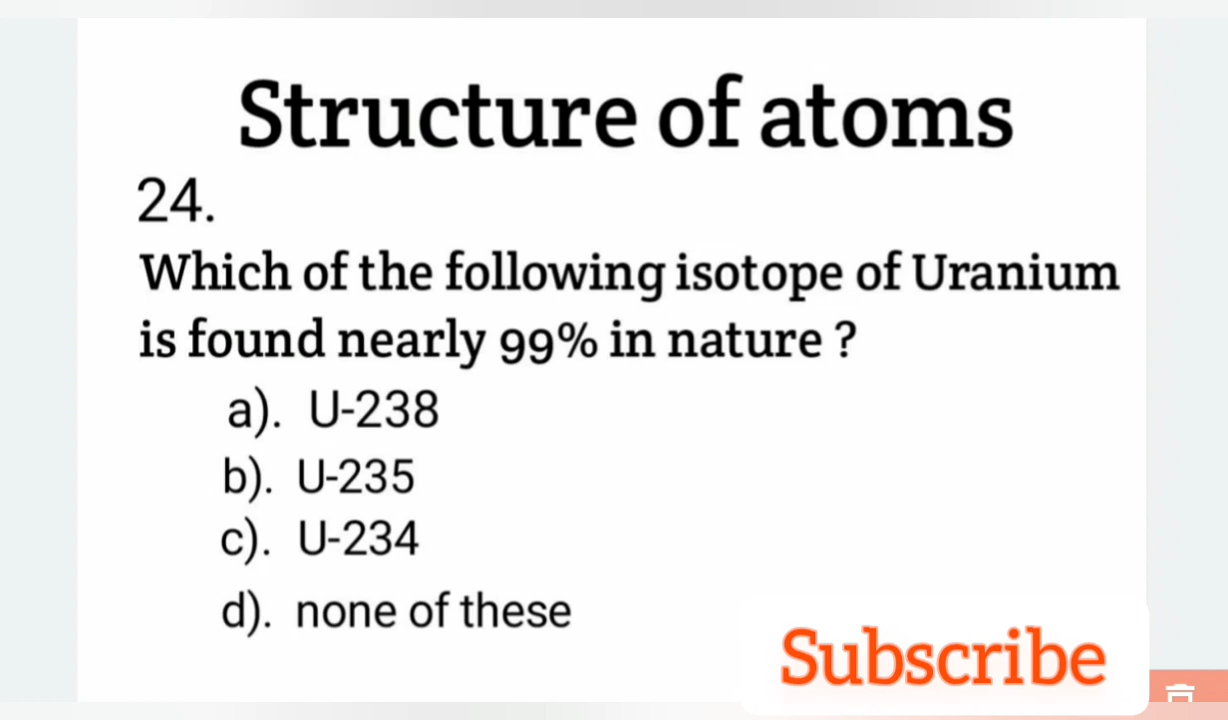 Structure of atoms
24.
Which of the following isotope of Uranium
is found nearly 99% in nature ?
a). U-238
b). U-235
c). U-234
d). none of these
Subscribe